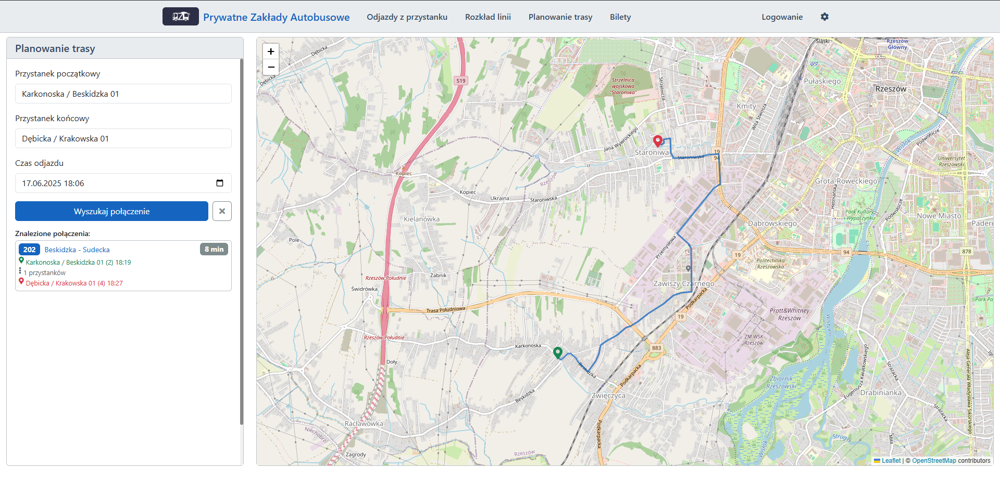 PZA Prywatne Zakłady Autobusowe
Odjazdy z przystanku
Rozkład linii
Planowanie trasy
Bilety
Logowanie
Planowanie trasy
Przystanek początkowy
Karkonoska / Beskidzka 01
Przystanek końcowy
Dębicka / Krakowska 01
Czas odjazdu
17.06.2025 18:06
Wyszukaj połączenie
Znalezione połączenia:
202 Beskidzka - Sudecka 8 min
Karkonoska / Beskidzka 01 (2) 18:19
1 przystanków
Dębicka / Krakowska 01 (4) 18:27
+
−
Dębicka
Dębicka
S19
Strzelnica
wojskowa
"Staroniwa"
Strzelnicza
Śląski
Rzeszów
Główny
Pułaskiego
Rzeszów
Kmity
Wita Stwosza
Jana Wywrockiego
Staroniwa
Staroniwska
19
94
Wisłok
Podwisłocze
Uniwersytet
Rzeszowski
Kopiec
Rzeszów
Kopiec
Ukraina
Staroniwska
Grota-Roweckiego
Hetmańska
Podwisłocze
Park Kultury
i Wypoczynku
Nowe Miasto
Kielanówka
Dąbrowskiego
Pole
Przemysłowa
19
94
878
Politechnika
Rzeszowska
Żabnik
Rzeszów Południe
Świdrówka
Zawiszy Czarnego
Podkarpacka
Trasa Południowa
Pratt&Whitney
Rzeszów
19
Wisłok
Rzeszów Południe
Karkonoska
883
ZM WSK
Rzeszów
Doły
Beskidzka
Podkarpacka
Zbiornik
Rzeszowski
Eugeniusza Kwiatkowskiego
Strażacka
Aleja Generała Władysława Sikorskiego
Beskidzka
Zwięczyca
Drabinianka
Strażacka
Racławówka
Niechobrz
Podkarpacka
Strug
Miła
Wisłok
Zagrody
Rzeszów
Leaflet | © OpenStreetMap contributors